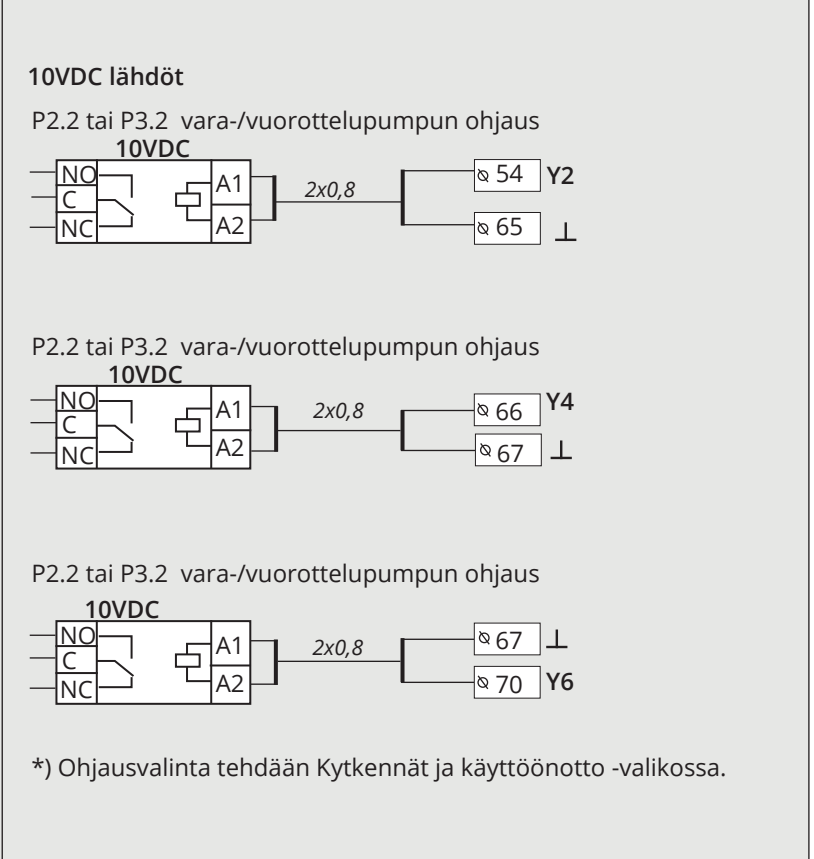 10VDC lähdöt
P2.2 tai P3.2 vara-/vuorottelupumpun ohjaus
10VDC
NO
C
NC
A1
A2
2x0,8
54 Y2
65 ⊥
P2.2 tai P3.2 vara-/vuorottelupumpun ohjaus
10VDC
NO
C
NC
A1
A2
2x0,8
66 Y4
67 ⊥
P2.2 tai P3.2 vara-/vuorottelupumpun ohjaus
10VDC
NO
C
NC
A1
A2
2x0,8
67 ⊥
70 Y6
*) Ohjausvalinta tehdään Kytkennät ja käyttöönotto -valikossa.